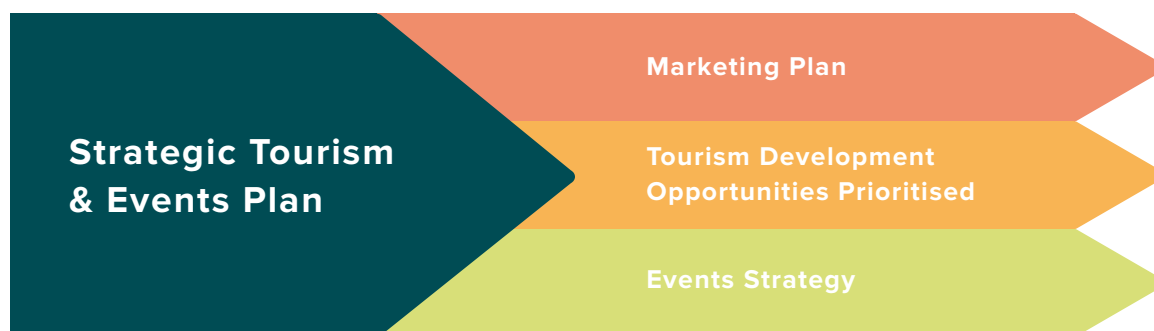 Strategic Tourism
& Events Plan
Marketing Plan
Tourism Development
Opportunities Prioritised
Events Strategy